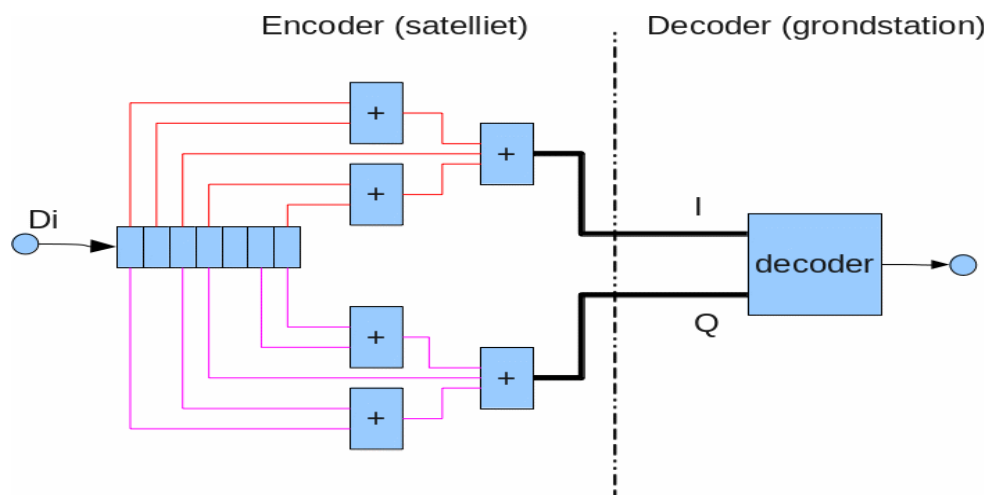 Encoder (satelliet)
Decoder (grondstation)
+
+
+
Di
I
decoder
Q
+
+
+